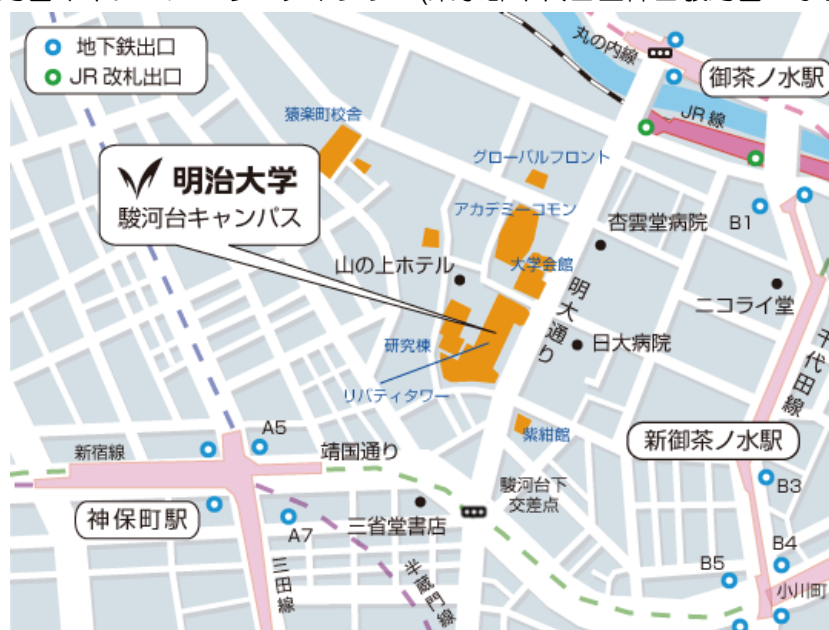 地下鉄出口
JR改札出口
丸の内線
御茶ノ水駅
JR線
猿楽町校舎
グローバルフロント
明治大学
駿河台キャンパス
アカデミーコモン
杏雲堂病院
B1
山の上ホテル
大学会館
ニコライ堂
明大通り
研究棟
日大病院
千代田線
リバティタワー
紫紺館
A5
新宿線
靖国通り
新御茶ノ水駅
駿河台下
交差点
B3
神保町駅
A7
三省堂書店
三田線
半蔵門線
B4
B5
小川町